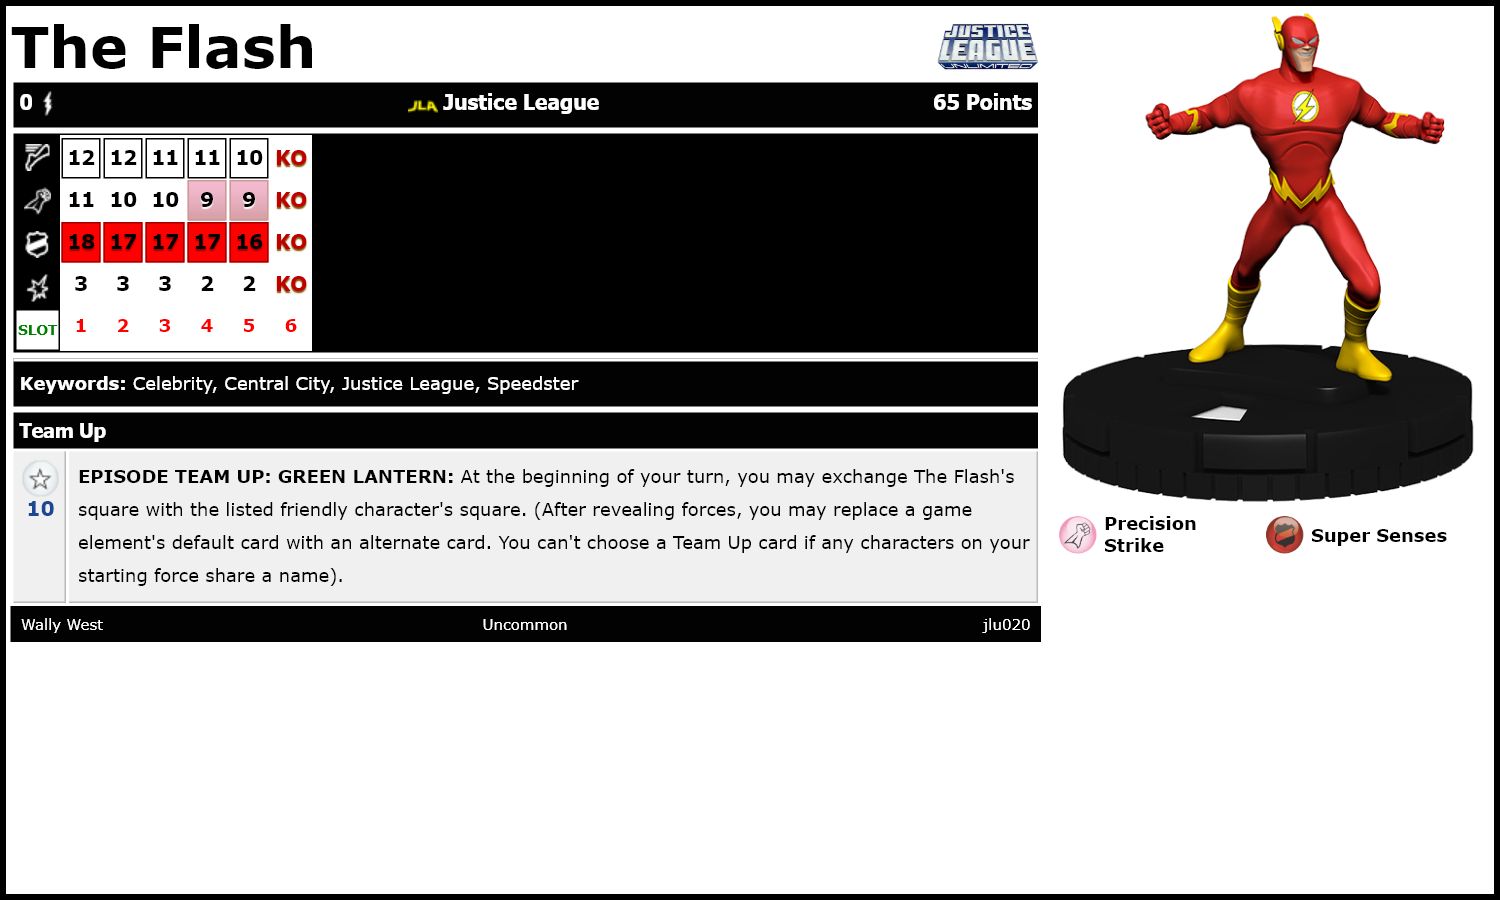 The Flash
JUSTICE
LEAGUE
UNLIMITED
0 JLA Justice League 65 Points
12 12 11 11 10 KO
11 10 10 9 9 KO
18 17 17 17 16 KO
3 3 3 2 2 KO
SLOT 1 2 3 4 5 6
Keywords: Celebrity, Central City, Justice League, Speedster
Team Up
10
EPISODE TEAM UP: GREEN LANTERN: At the beginning of your turn, you may exchange The Flash's
square with the listed friendly character's square. (After revealing forces, you may replace a game
element's default card with an alternate card. You can't choose a Team Up card if any characters on your
starting force share a name).
Wally West Uncommon jlu020
Precision
Strike
Super Senses